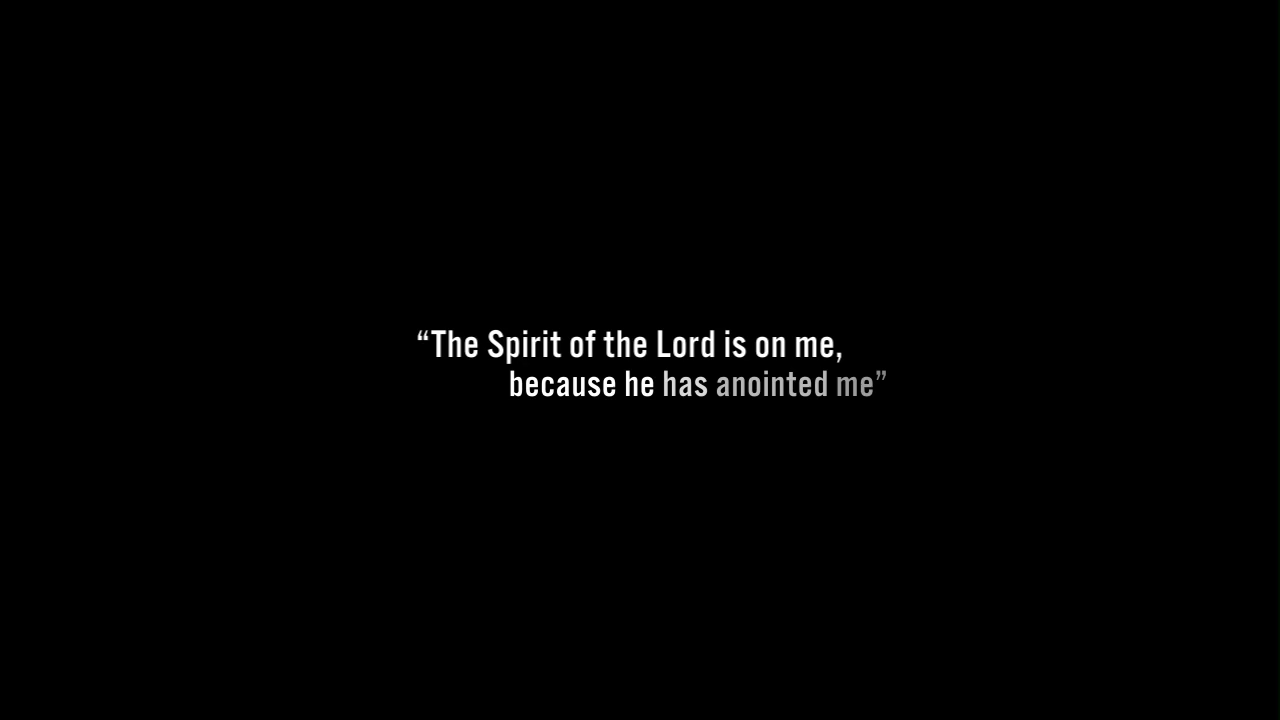 “The Spirit of the Lord is on me,
because he has anointed me”